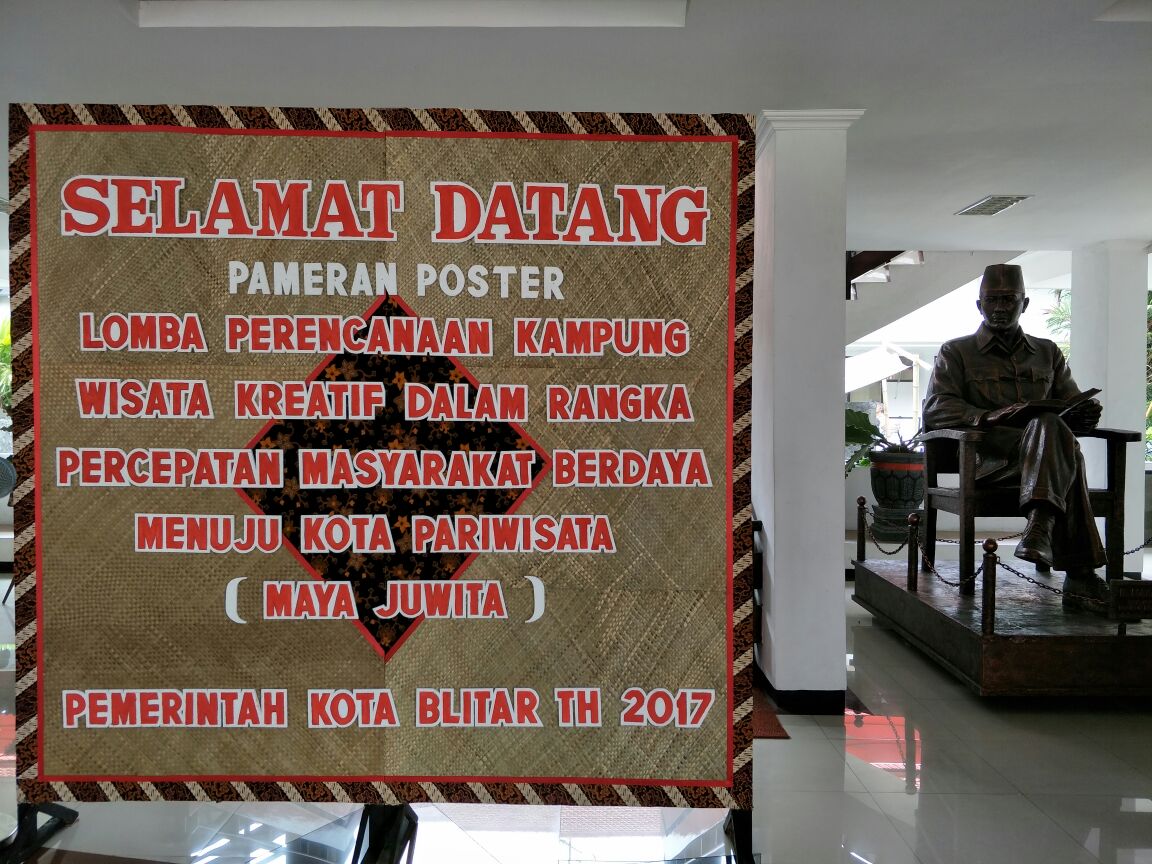 SELAMAT DATANG
PAMERAN POSTER
LOMBA PERENCANAAN KAMPUNG
WISATA KREATIF DALAM RANGKA
PERCEPATAN MASYARAKAT BERDAYA
MENUJU KOTA PARIWISATA
( MAYA JUWITA )
PEMERINTAH KOTA BLITAR TH 2017